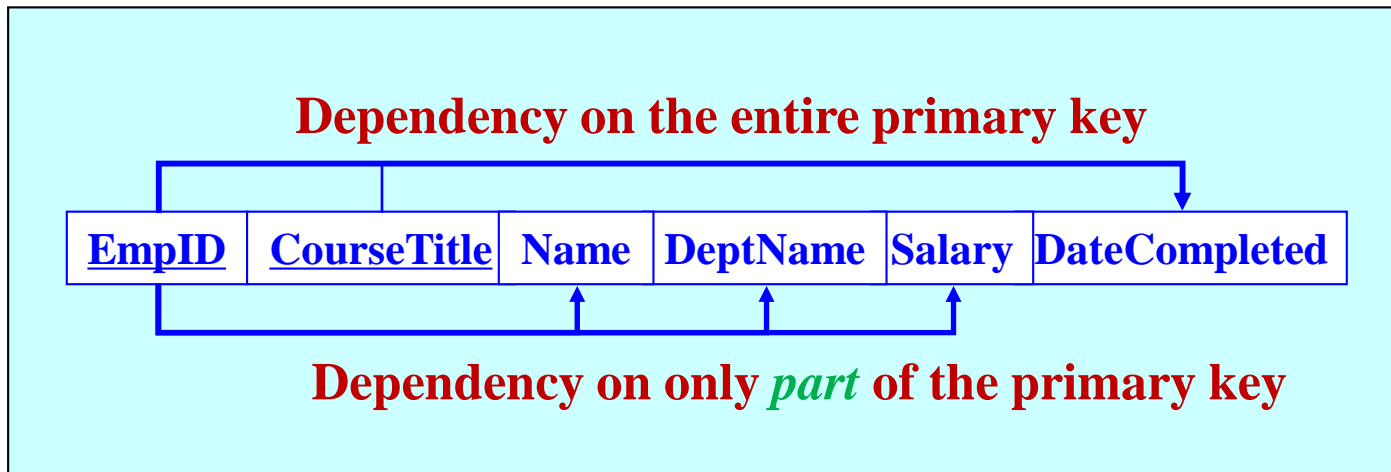 Dependency on the entire primary key
EmpID CourseTitle Name DeptName Salary DateCompleted
Dependency on only part of the primary key